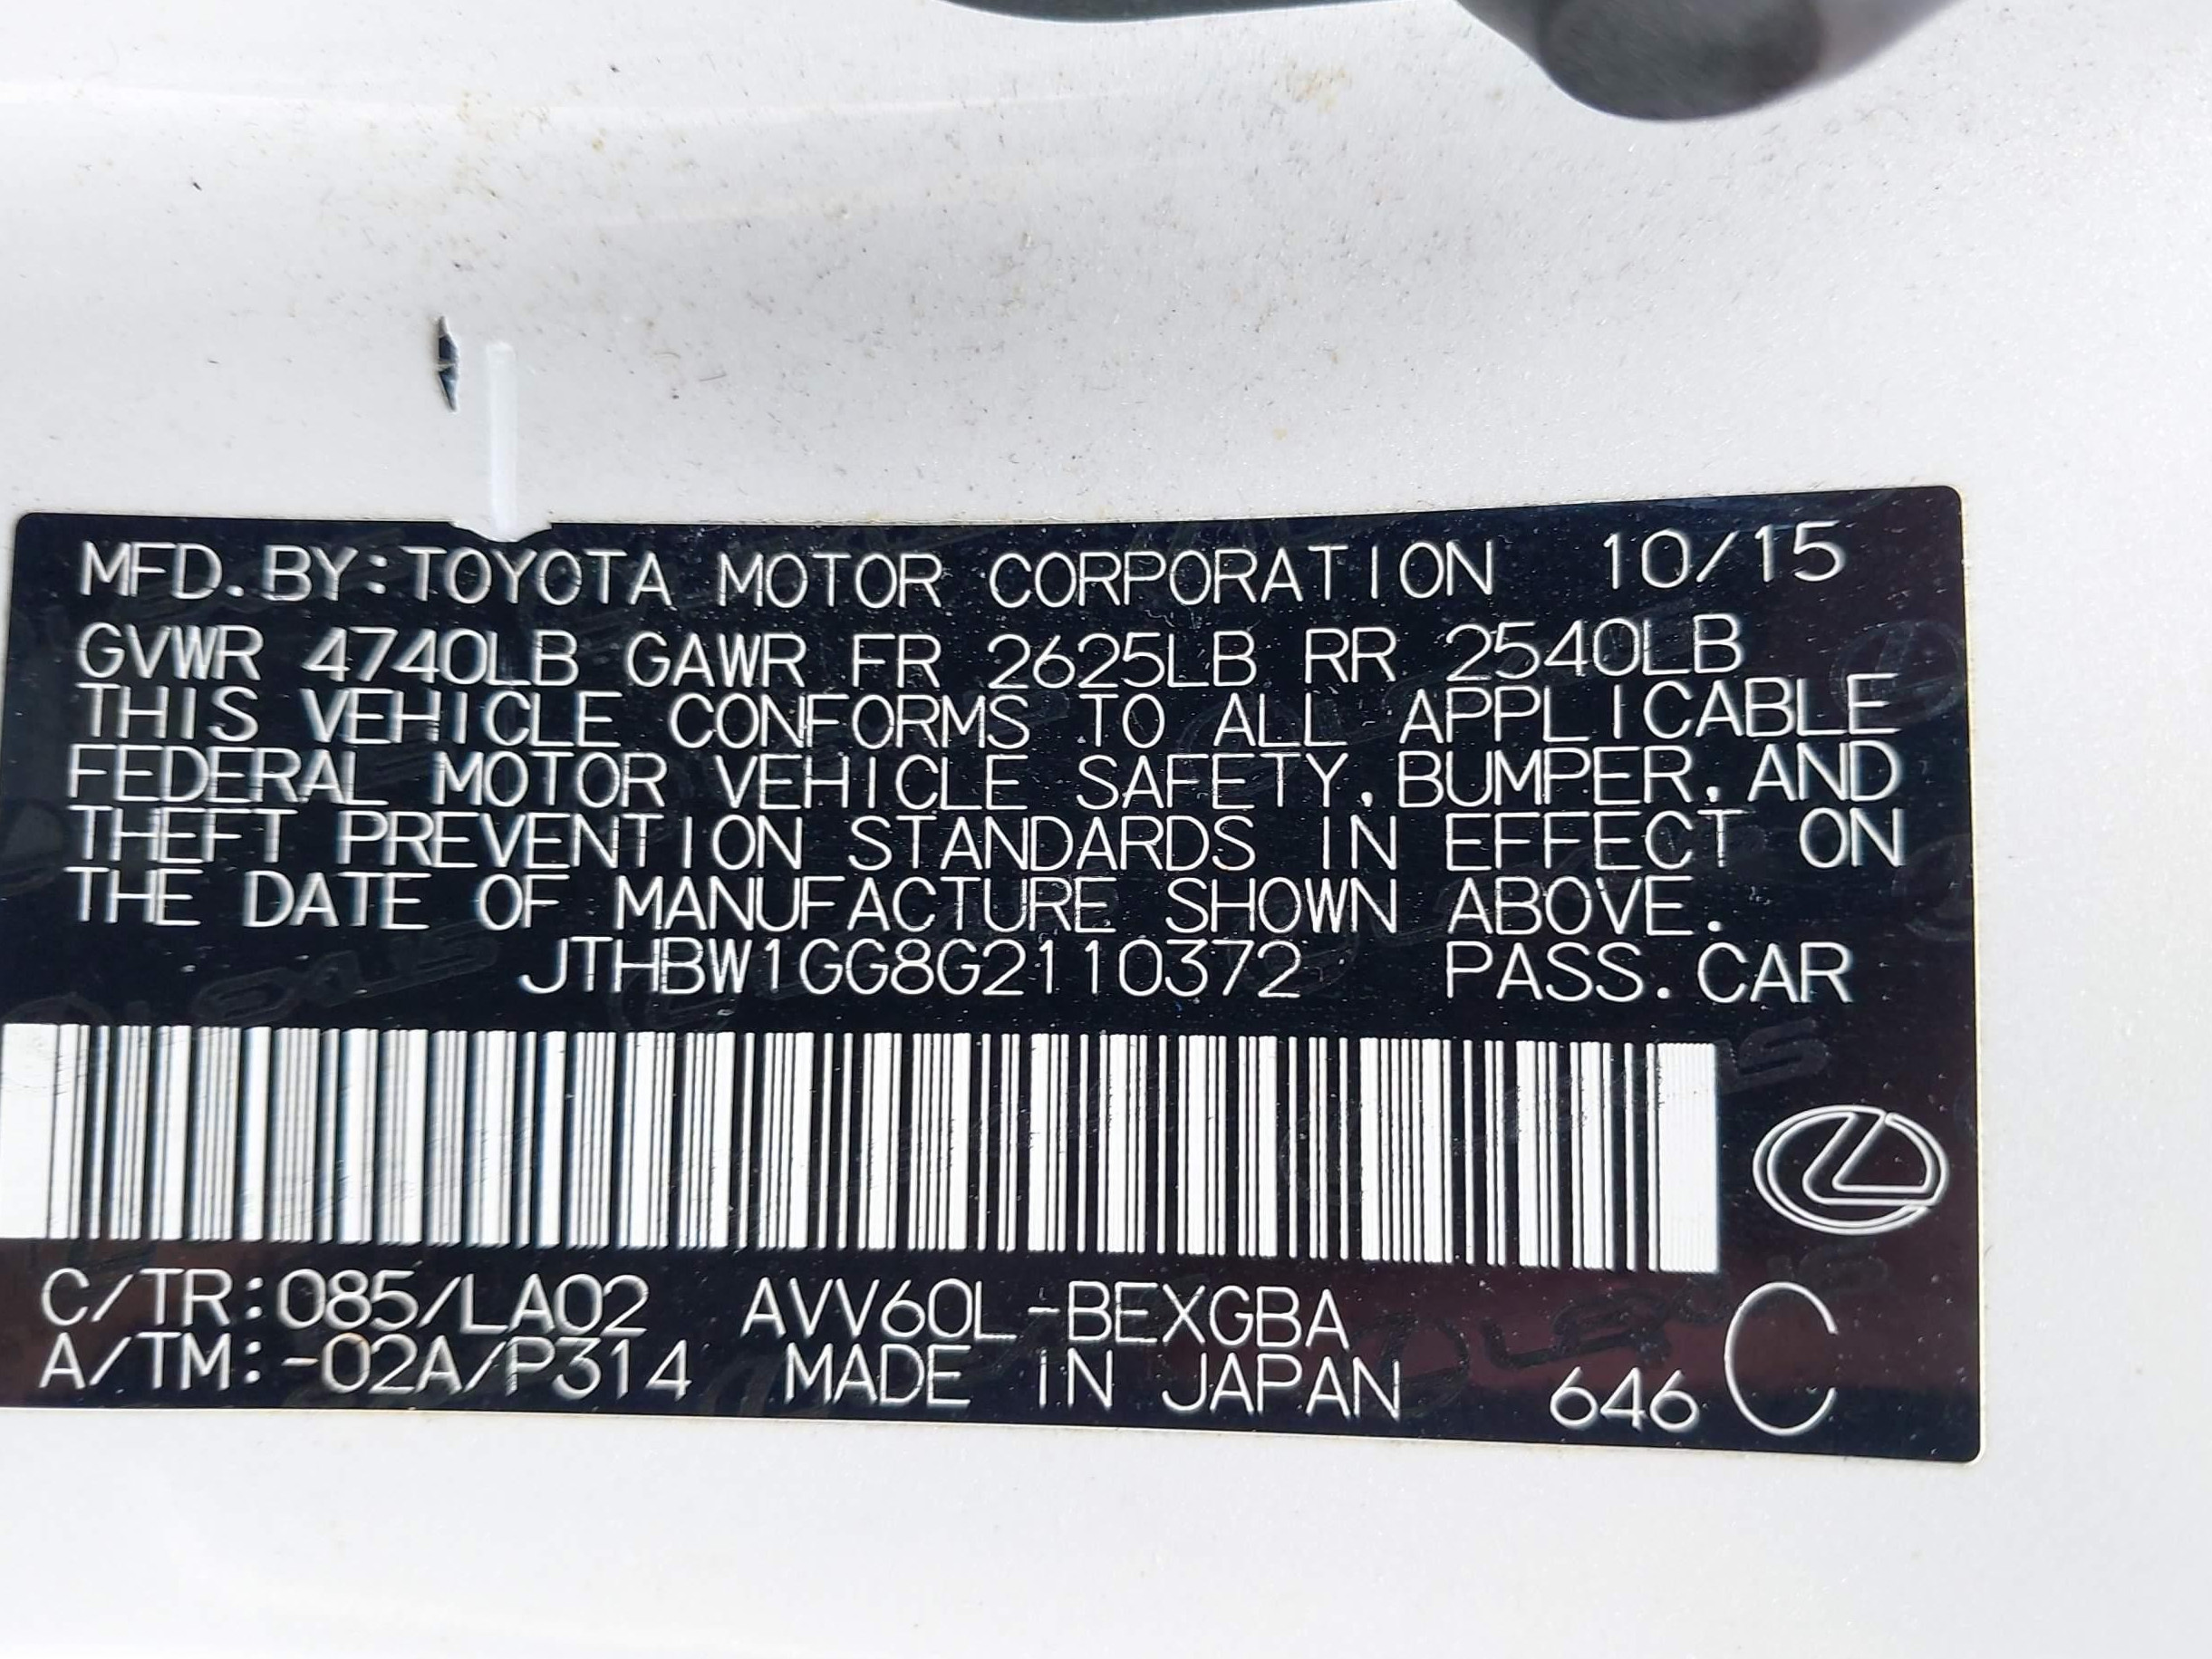 MFD.BY:TOYOTA MOTOR CORPORATION 10/15
GVWR 4740LB GAWR FR 2625LB RR 2540LB
THIS VEHICLE CONFORMS TO ALL APPLICABLE
FEDERAL MOTOR VEHICLE SAFETY,BUMPER,AND
THEFT PREVENTION STANDARDS IN EFFECT ON
THE DATE OF MANUFACTURE SHOWN ABOVE.
JTHBW1GG8G2110372 PASS.CAR
C/TR:085/LA02 AVV60L-BEXGBA
A/TM:-02A/P314 MADE IN JAPAN 646 C